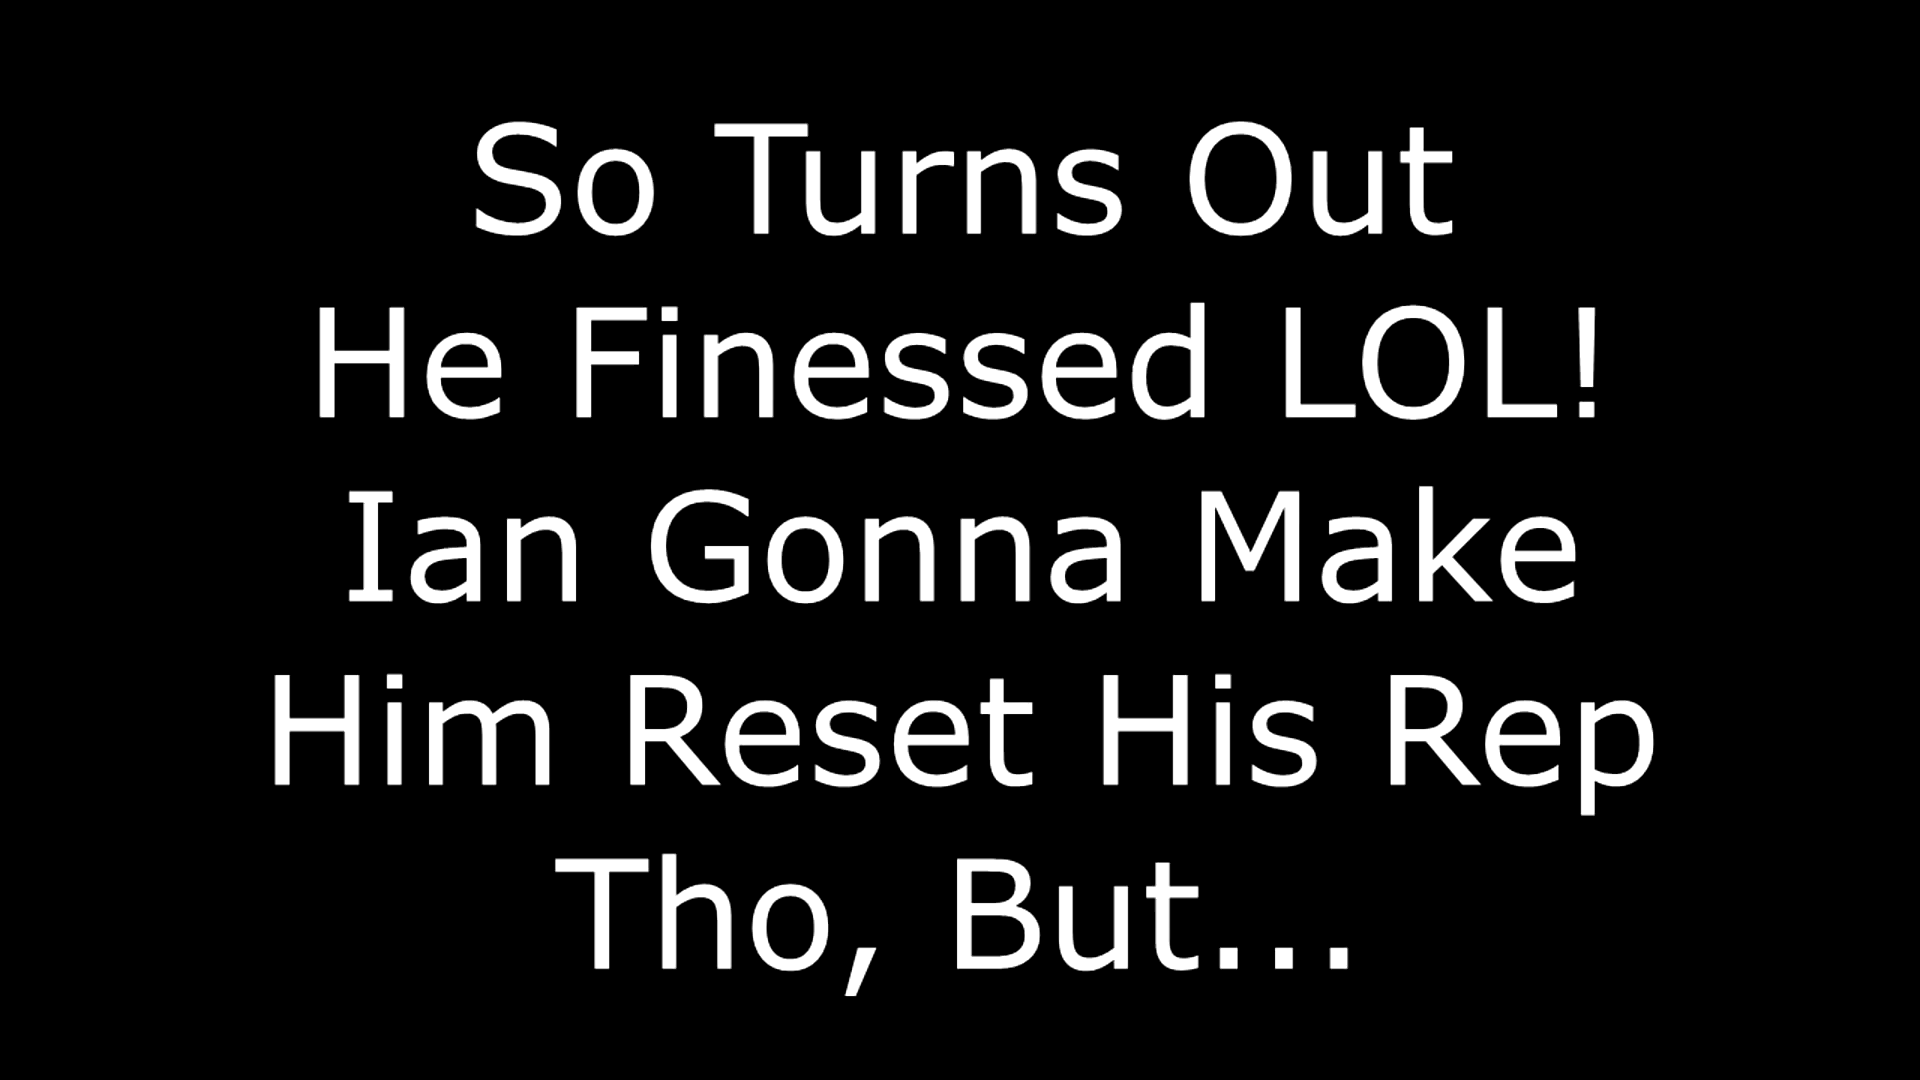 So Turns Out
He Finessed LOL!
Ian Gonna Make
Him Reset His Rep
Tho, But...